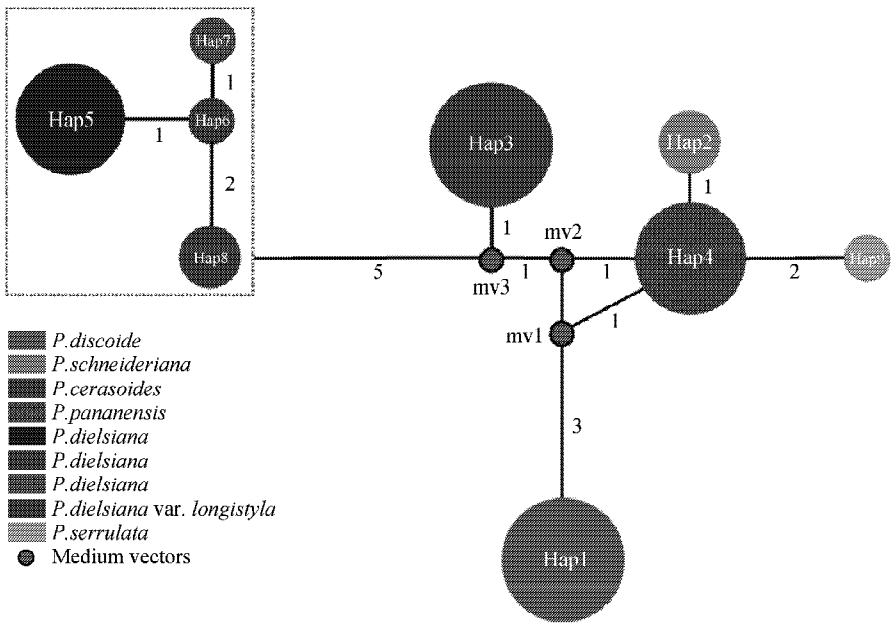 Hap7
1
Hap5
1
Hap6
2
Hap8
Hap3
1
mv2
mv3
1
1
5
mv1
1
3
Hap1
Hap2
1
Hap4
2
P.discoide
P.schneideriana
P.cerasoides
P.pananensis
P.dielsiana
P.dielsiana
P.dielsiana
P.dielsiana var. longistyla
P.serrulata
Medium vectors